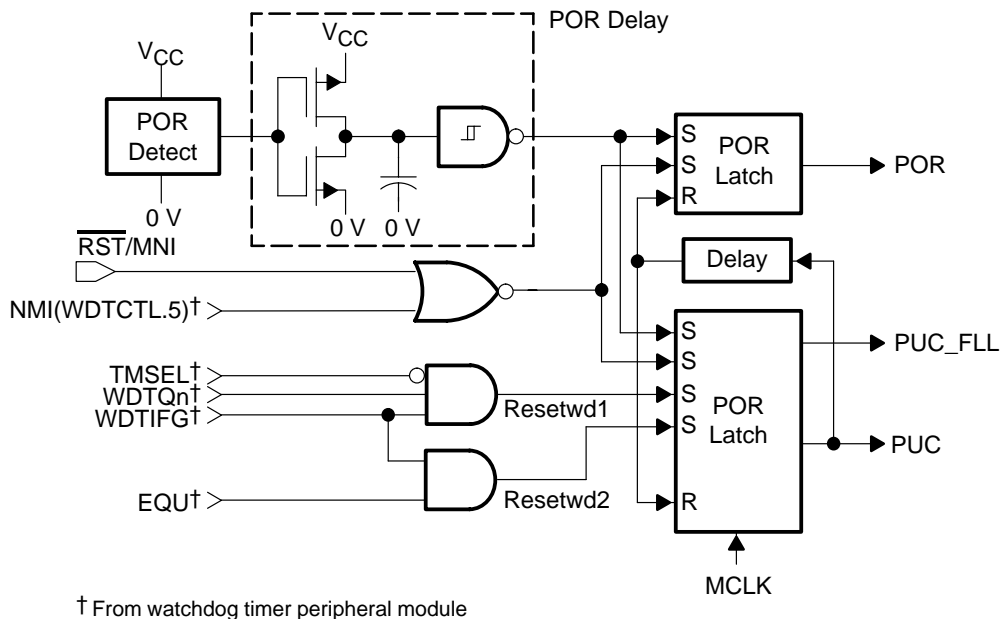 POR Delay
VCC
VCC
POR
Detect
0 V
0 V
0 V
S
S
R
POR
Latch
POR
RST/MNI
Delay
NMI(WDTCTL.5)†
S
S
S
S
R
POR
Latch
PUC_FLL
PUC
TMSEL†
WDTQn†
WDTIFG†
Resetwd1
EQU†
Resetwd2
MCLK
† From watchdog timer peripheral module